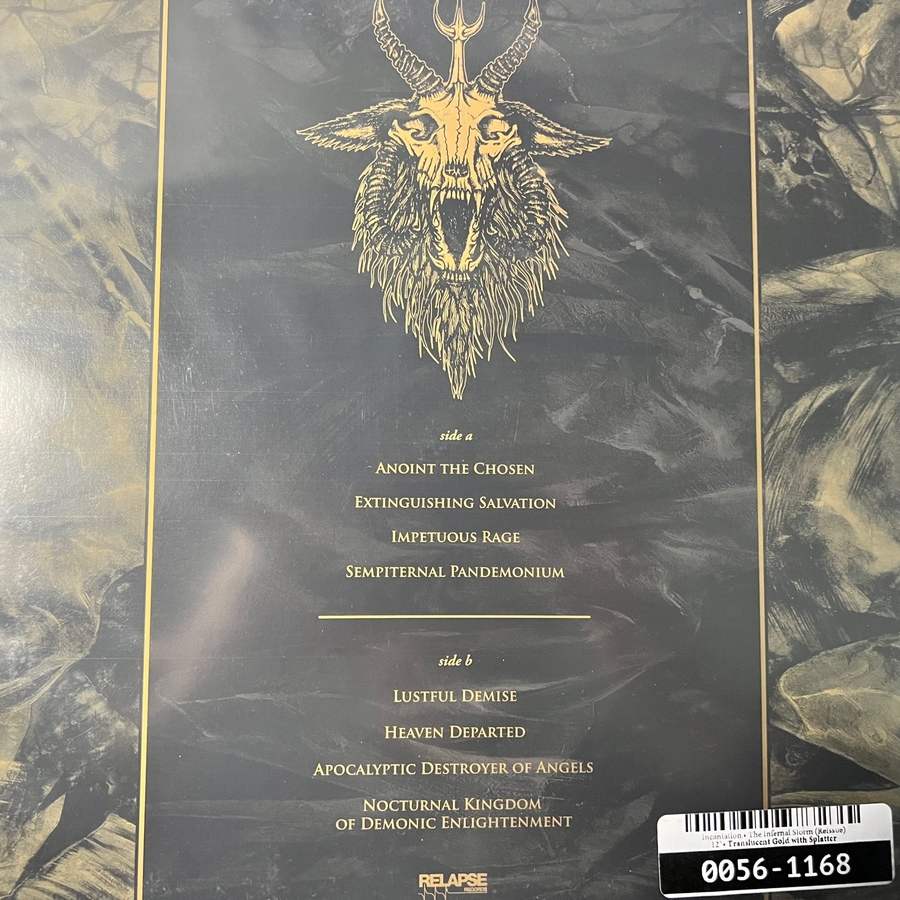 side a
ANOINT THE CHOSEN
EXTINGUISHING SALVATION
IMPETUOUS RAGE
SEMPITERNAL PANDEMONIUM
side b
LUSTFUL DEMISE
HEAVEN DEPARTED
APOCALYPTIC DESTROYER OF ANGELS
NOCTURNAL KINGDOM
OF DEMONIC ENLIGHTENMENT
RELAPSE
RECORDS
Incantation • The Infernal Storm (Reissue)
12" • Translucent Gold with Splatter
0056-1168